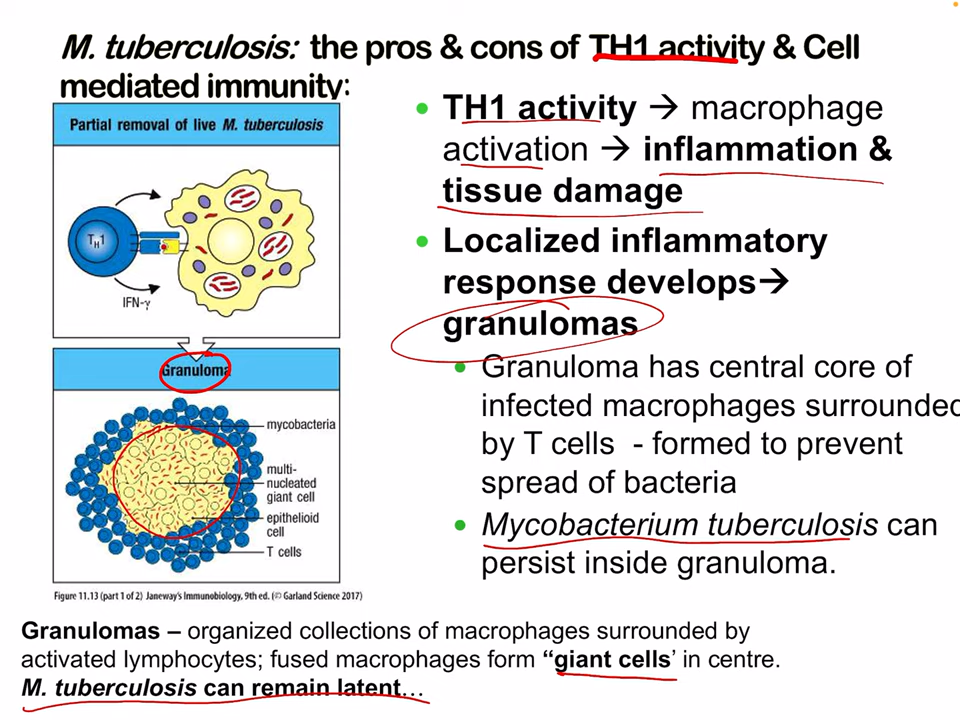 M. tuberculosis: the pros & cons of TH1 activity & Cell
mediated immunity:
Partial removal of live M. tuberculosis
TH1
IFN-γ
Granuloma
mycobacteria
multi-
nucleated
giant cell
epithelioid
cell
T cells
Figure 11.13 (part 1 of 2) Janeway's Immunobiology, 9th ed. (© Garland Science 2017)
• TH1 activity → macrophage
activation → inflammation &
tissue damage
• Localized inflammatory
response develops→
granulomas
• Granuloma has central core of
infected macrophages surrounded
by T cells - formed to prevent
spread of bacteria
• Mycobacterium tuberculosis can
persist inside granuloma.
Granulomas – organized collections of macrophages surrounded by
activated lymphocytes; fused macrophages form “giant cells’ in centre.
M. tuberculosis can remain latent…